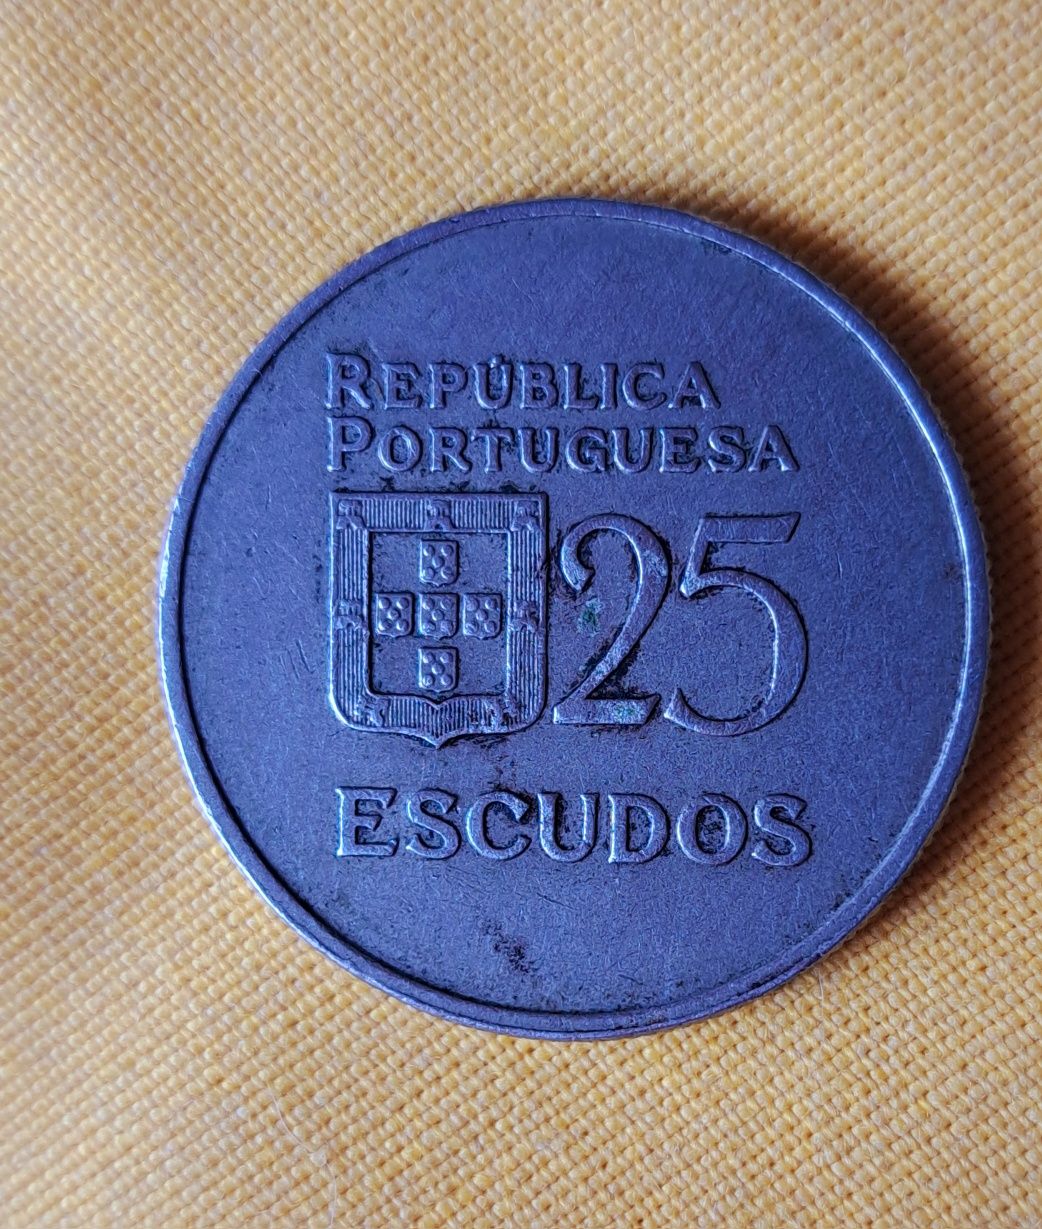 REPÚBLICA
PORTUGUESA
25
ESCUDOS